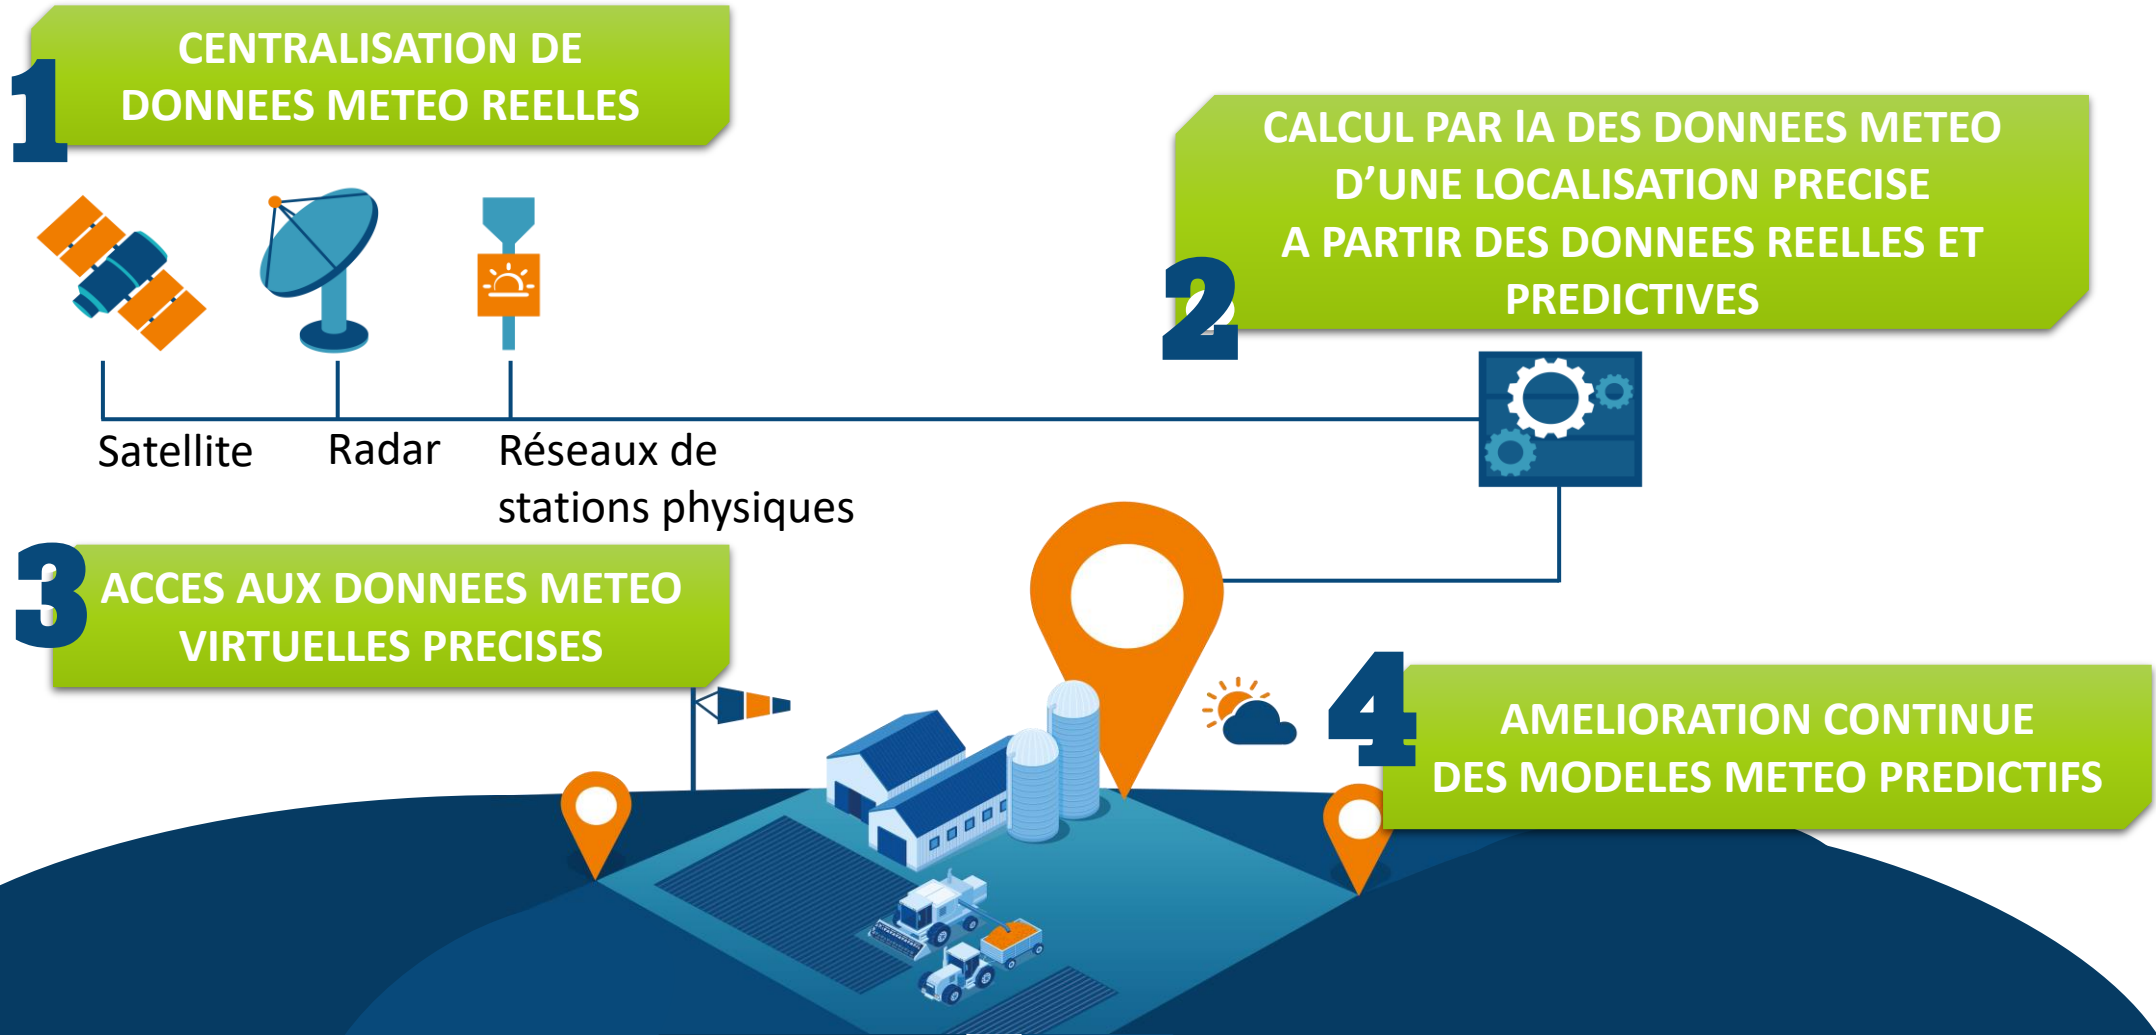 1
CENTRALISATION DE
DONNEES METEO REELLES
2
CALCUL PAR lA DES DONNEES METEO
D’UNE LOCALISATION PRECISE
A PARTIR DES DONNEES REELLES ET
PREDICTIVES
Satellite
Radar
Réseaux de
stations physiques
3
ACCES AUX DONNEES METEO
VIRTUELLES PRECISES
4
AMELIORATION CONTINUE
DES MODELES METEO PREDICTIFS